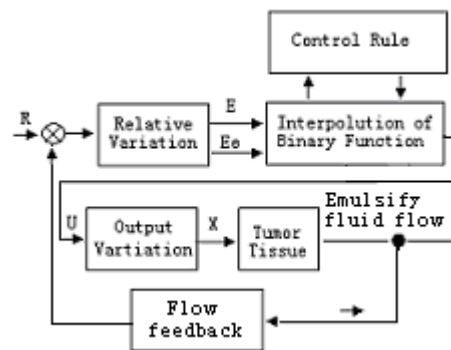 Control Rule
R
Relative
Variation
E
Ee
Interpolution of
Binary Function
U
Output
Vartiation
X
Tumor
Tissue
Emulsify
fluid flow
Flow
feedback